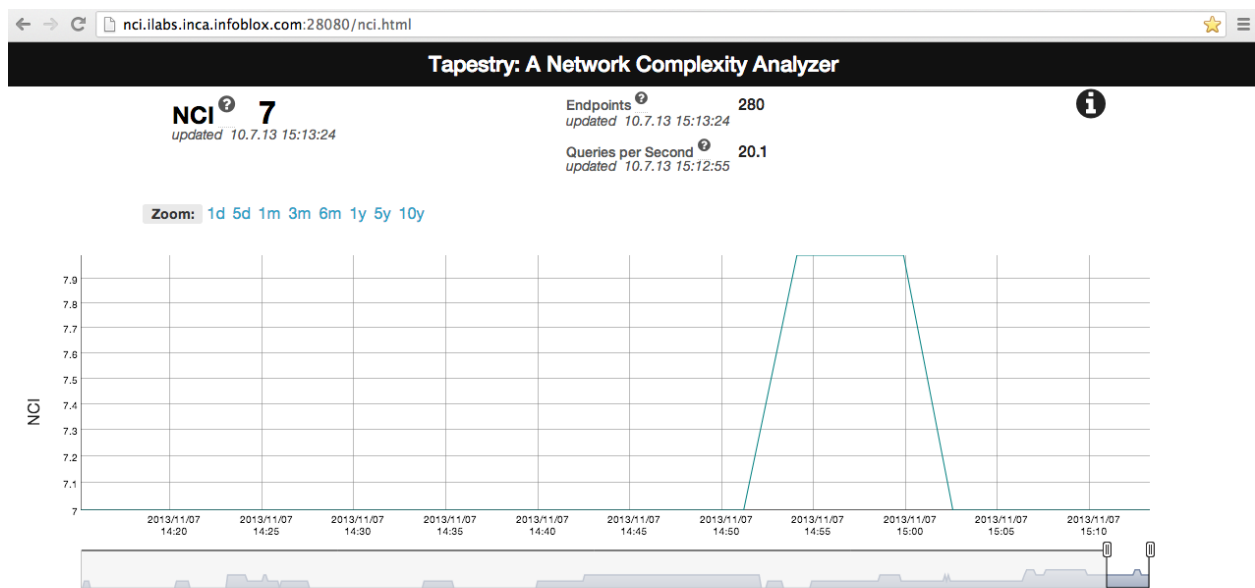 nci.ilabs.inca.infoblox.com:28080/nci.html
Tapestry: A Network Complexity Analyzer
NCI ? 7
updated 10.7.13 15:13:24
Endpoints ? 280
updated 10.7.13 15:13:24
Queries per Second ? 20.1
updated 10.7.13 15:12:55
i
Zoom: 1d 5d 1m 3m 6m 1y 5y 10y
NCI
7.9
7.8
7.7
7.6
7.5
7.4
7.3
7.2
7.1
7
2013/11/07 2013/11/07 2013/11/07 2013/11/07 2013/11/07 2013/11/07 2013/11/07 2013/11/07 2013/11/07 2013/11/07 2013/11/07
14:20 14:25 14:30 14:35 14:40 14:45 14:50 14:55 15:00 15:05 15:10